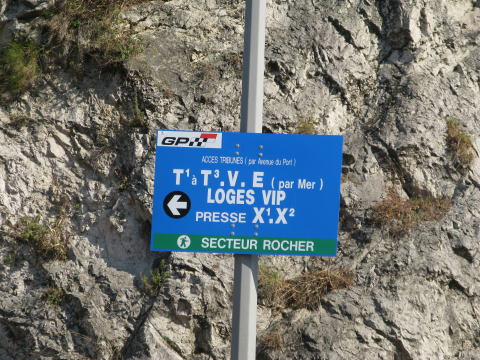 GP
ACCES TRIBUNES (par Avenue du Port)
T¹ à T³.V.E (par Mer)
LOGES VIP
PRESSE X¹.X²
SECTEUR ROCHER